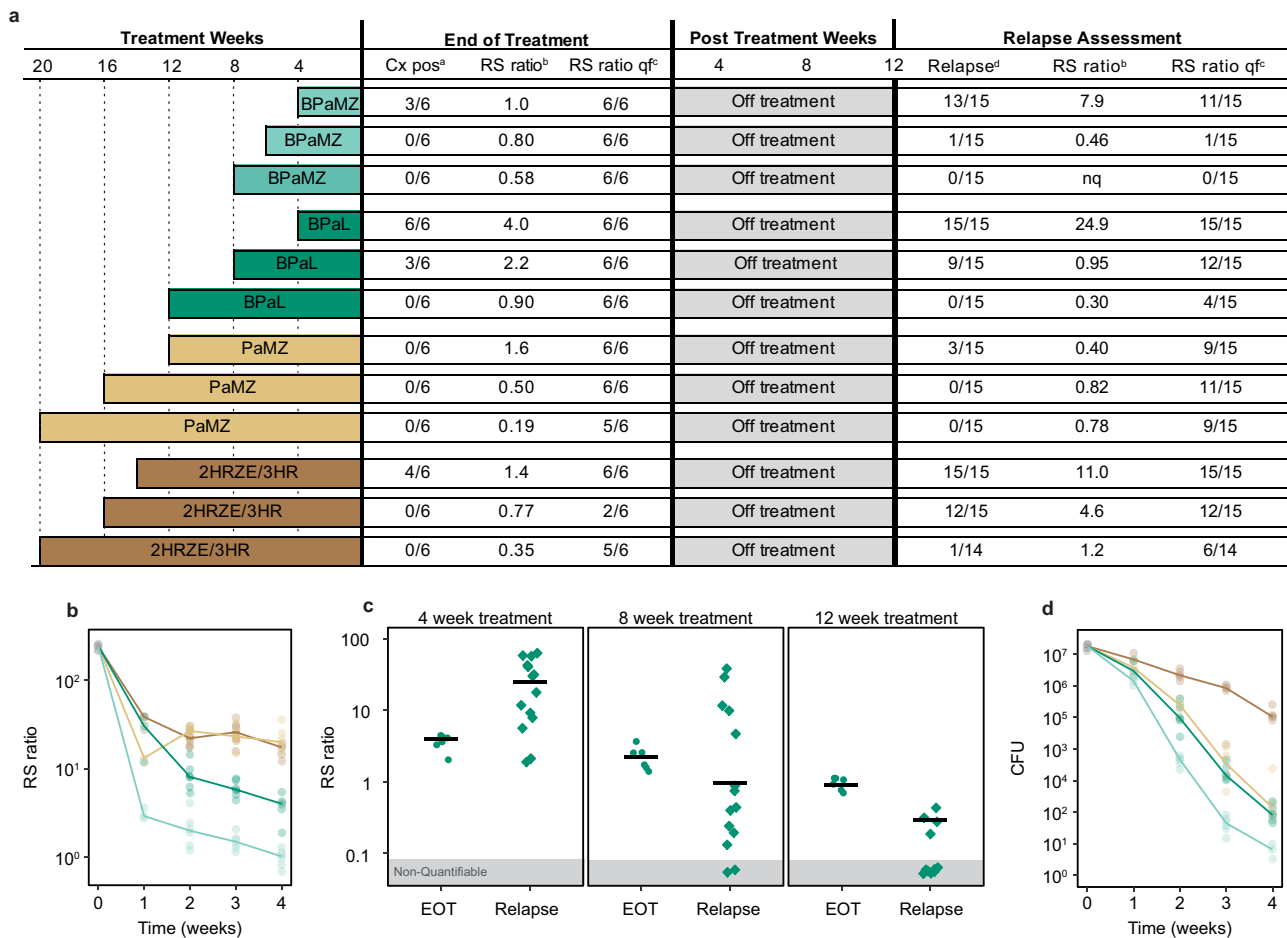 a
Treatment Weeks End of Treatment Post Treatment Weeks Relapse Assessment
20 16 12 8 4 Cx posᵃ RS ratioᵇ RS ratio qfᶜ 4 8 12 Relapseᵈ RS ratioᵇ RS ratio qfᶜ
BPaMZ 3/6 1.0 6/6 Off treatment 13/15 7.9 11/15
BPaMZ 0/6 0.80 6/6 Off treatment 1/15 0.46 1/15
BPaMZ 0/6 0.58 6/6 Off treatment 0/15 nq 0/15
BPaL 6/6 4.0 6/6 Off treatment 15/15 24.9 15/15
BPaL 3/6 2.2 6/6 Off treatment 9/15 0.95 12/15
BPaL 0/6 0.90 6/6 Off treatment 0/15 0.30 4/15
PaMZ 0/6 1.6 6/6 Off treatment 3/15 0.40 9/15
PaMZ 0/6 0.50 6/6 Off treatment 0/15 0.82 11/15
PaMZ 0/6 0.19 5/6 Off treatment 0/15 0.78 9/15
2HRZE/3HR 4/6 1.4 6/6 Off treatment 15/15 11.0 15/15
2HRZE/3HR 0/6 0.77 2/6 Off treatment 12/15 4.6 12/15
2HRZE/3HR 0/6 0.35 5/6 Off treatment 1/14 1.2 6/14
b
RS ratio
10²
10¹
10⁰
0 1 2 3 4
Time (weeks)
c
4 week treatment 8 week treatment 12 week treatment
RS ratio
100
10
1
0.1
Non-Quantifiable
EOT Relapse EOT Relapse EOT Relapse
d
CFU
10⁷
10⁶
10⁵
10³
10⁴
10²
10¹
10⁰
0 1 2 3 4
Time (weeks)